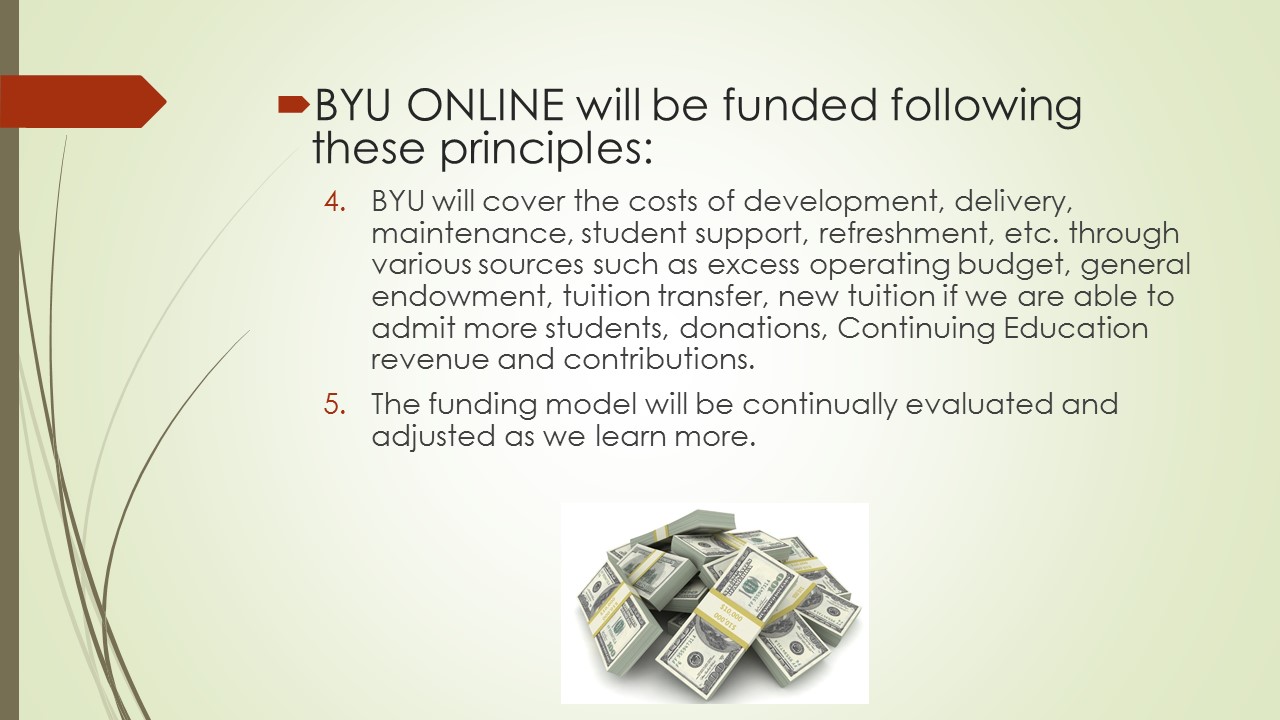 BYU ONLINE will be funded following
these principles:
4. BYU will cover the costs of development, delivery,
maintenance, student support, refreshment, etc. through
various sources such as excess operating budget, general
endowment, tuition transfer, new tuition if we are able to
admit more students, donations, Continuing Education
revenue and contributions.
5. The funding model will be continually evaluated and
adjusted as we learn more.
$10,000
$10,000
100